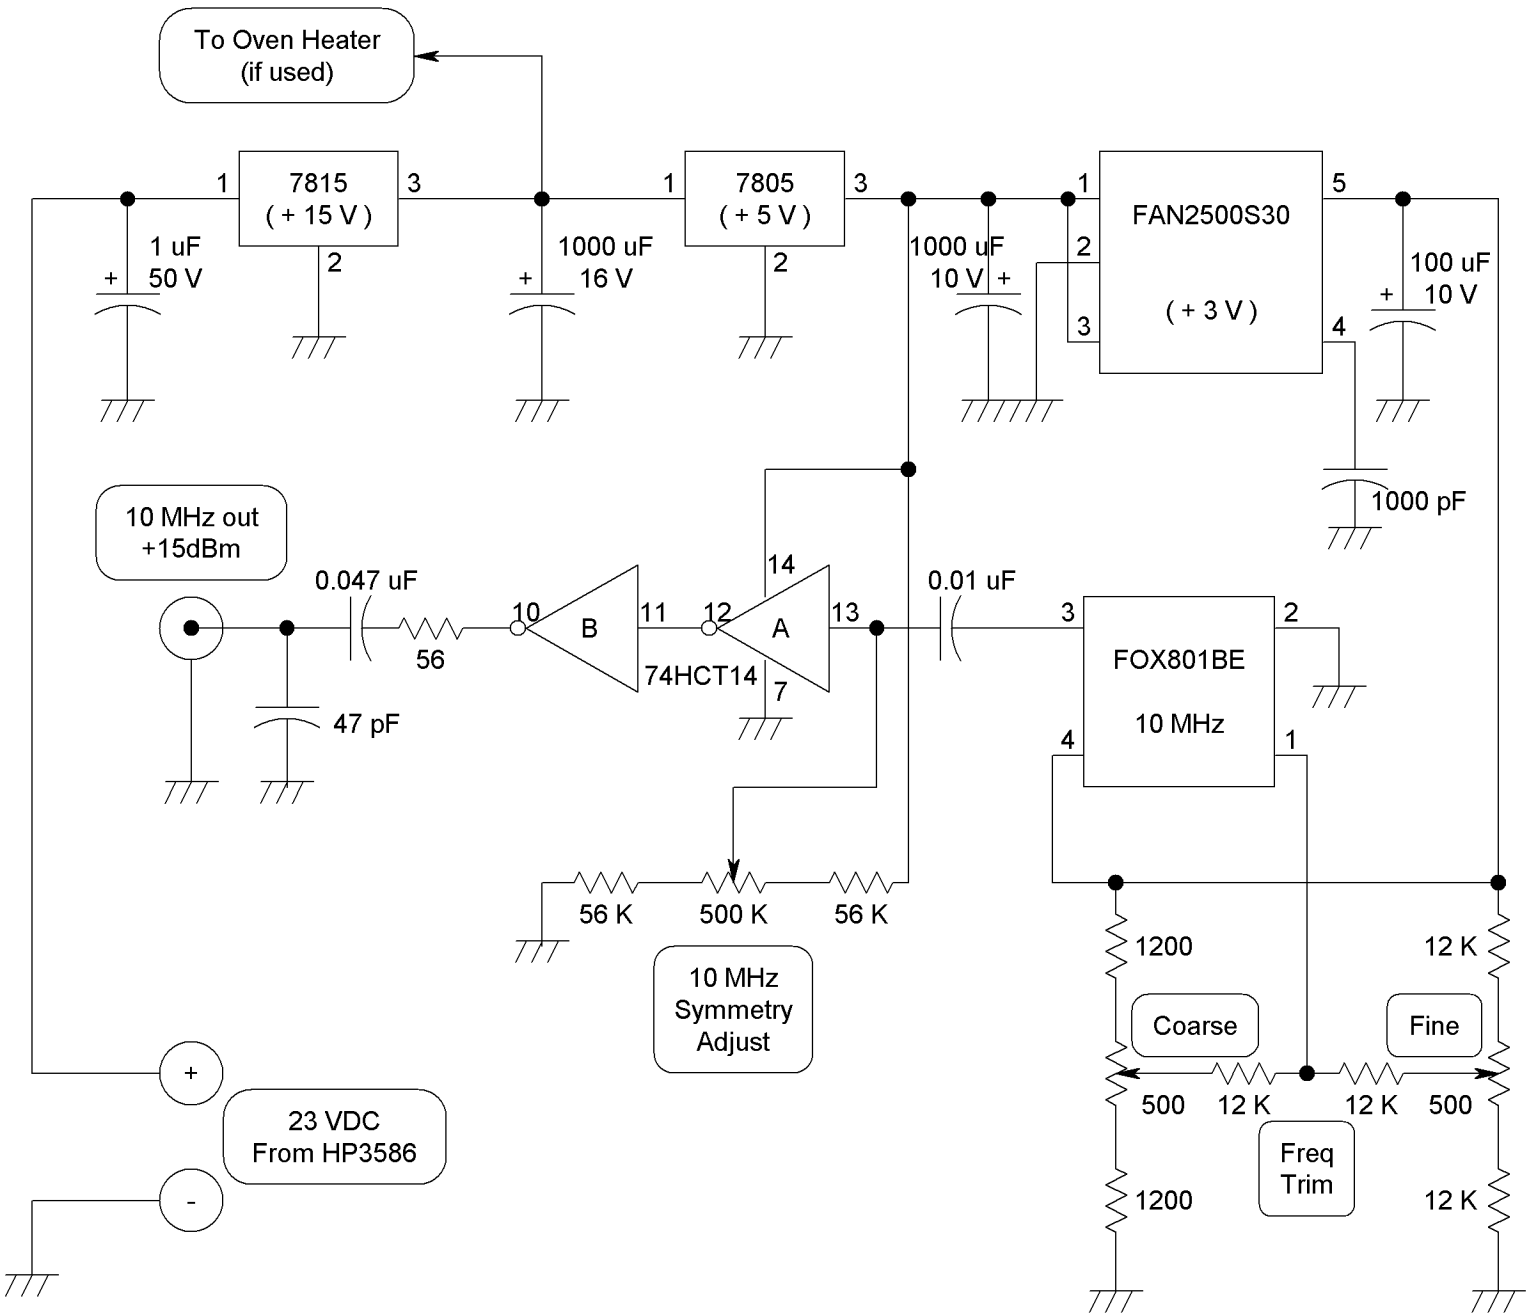 To Oven Heater
(if used)
1
7815
( + 15 V )
3
2
1
7805
( + 5 V )
3
2
1
FAN2500S30
( + 3 V )
2
3
5
4
1 uF
50 V
+
1000 uF
16 V
+
1000 uF
10 V +
100 uF
10 V
+
1000 pF
10 MHz out
+15dBm
0.047 uF
56
47 pF
10
B
11
12
A
13
14
7
74HCT14
0.01 uF
3
FOX801BE
10 MHz
2
4
1
56 K
500 K
56 K
10 MHz
Symmetry
Adjust
1200
12 K
Coarse
Fine
500
12 K
12 K
500
Freq
Trim
1200
12 K
+
23 VDC
From HP3586
-